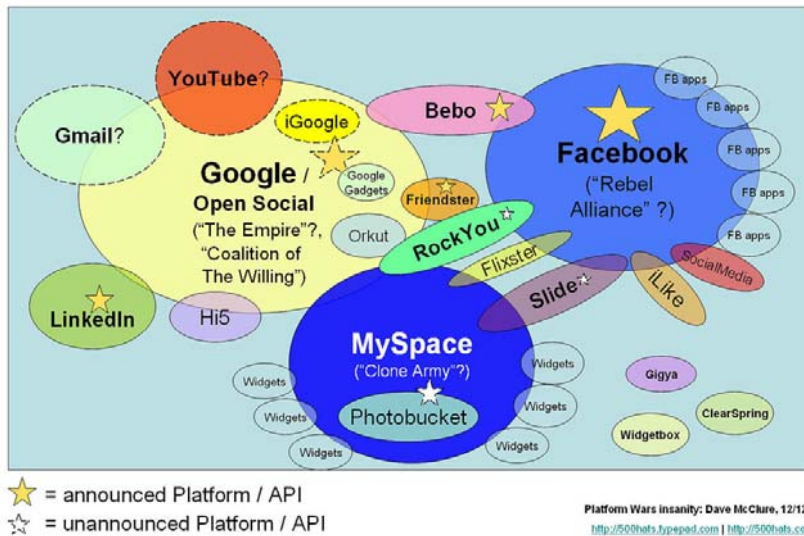 YouTube?
Gmail?
iGoogle
Bebo
FB apps
FB apps
FB apps
FB apps
FB apps
Google /
Open Social
("The Empire"?,
"Coalition of
The Willing")
Google
Gadgets
Orkut
Friendster
Facebook
("Rebel
Alliance" ?)
RockYou
Flixster
Slide
iLike
SocialMedia
LinkedIn
Hi5
MySpace
("Clone Army"?)
Photobucket
Widgets
Widgets
Widgets
Widgets
Widgets
Widgets
Gigya
ClearSpring
Widgetbox
= announced Platform / API
= unannounced Platform / API
Platform Wars insanity: Dave McClure, 12/12
http://500hats.typepad.com | http://500hats.co